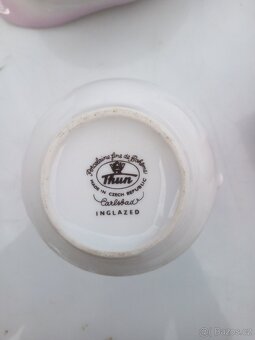 Porcelaine fine de Bohême
Thun
MADE IN CZECH REPUBLIC
Carlsbad
INGLAZED
Bazos.cz